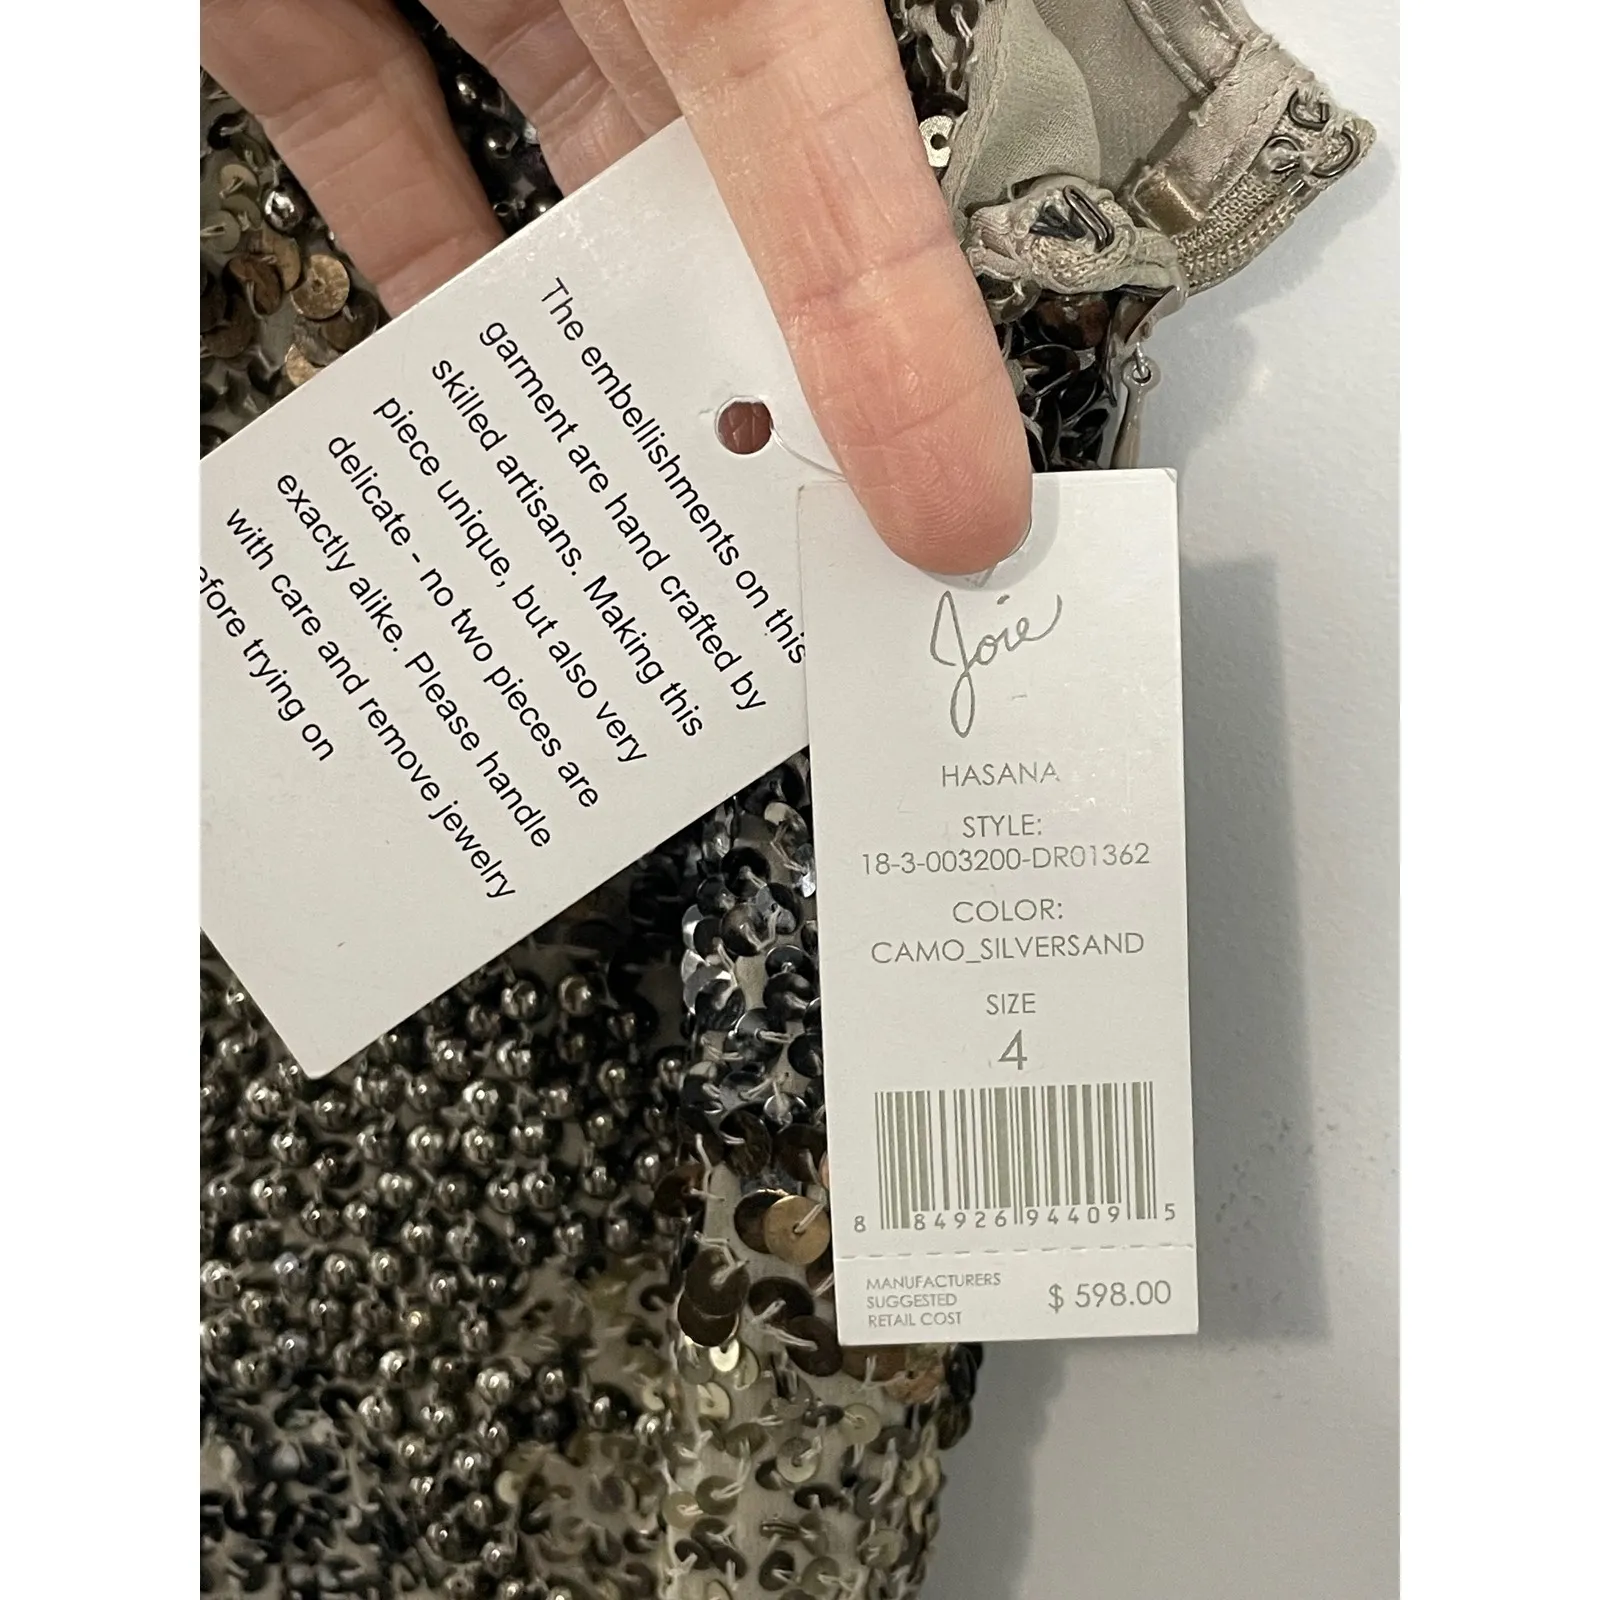 The embellishments on this
garment are hand crafted by
skilled artisans. Making this
piece unique, but also very
delicate - no two pieces are
exactly alike. Please handle
with care and remove jewelry
efore trying on
Joie
HASANA
STYLE:
18-3-003200-DR01362
COLOR:
CAMO_SILVERSAND
SIZE
4
8 84926 94409 5
MANUFACTURERS
SUGGESTED
RETAIL COST
$ 598.00